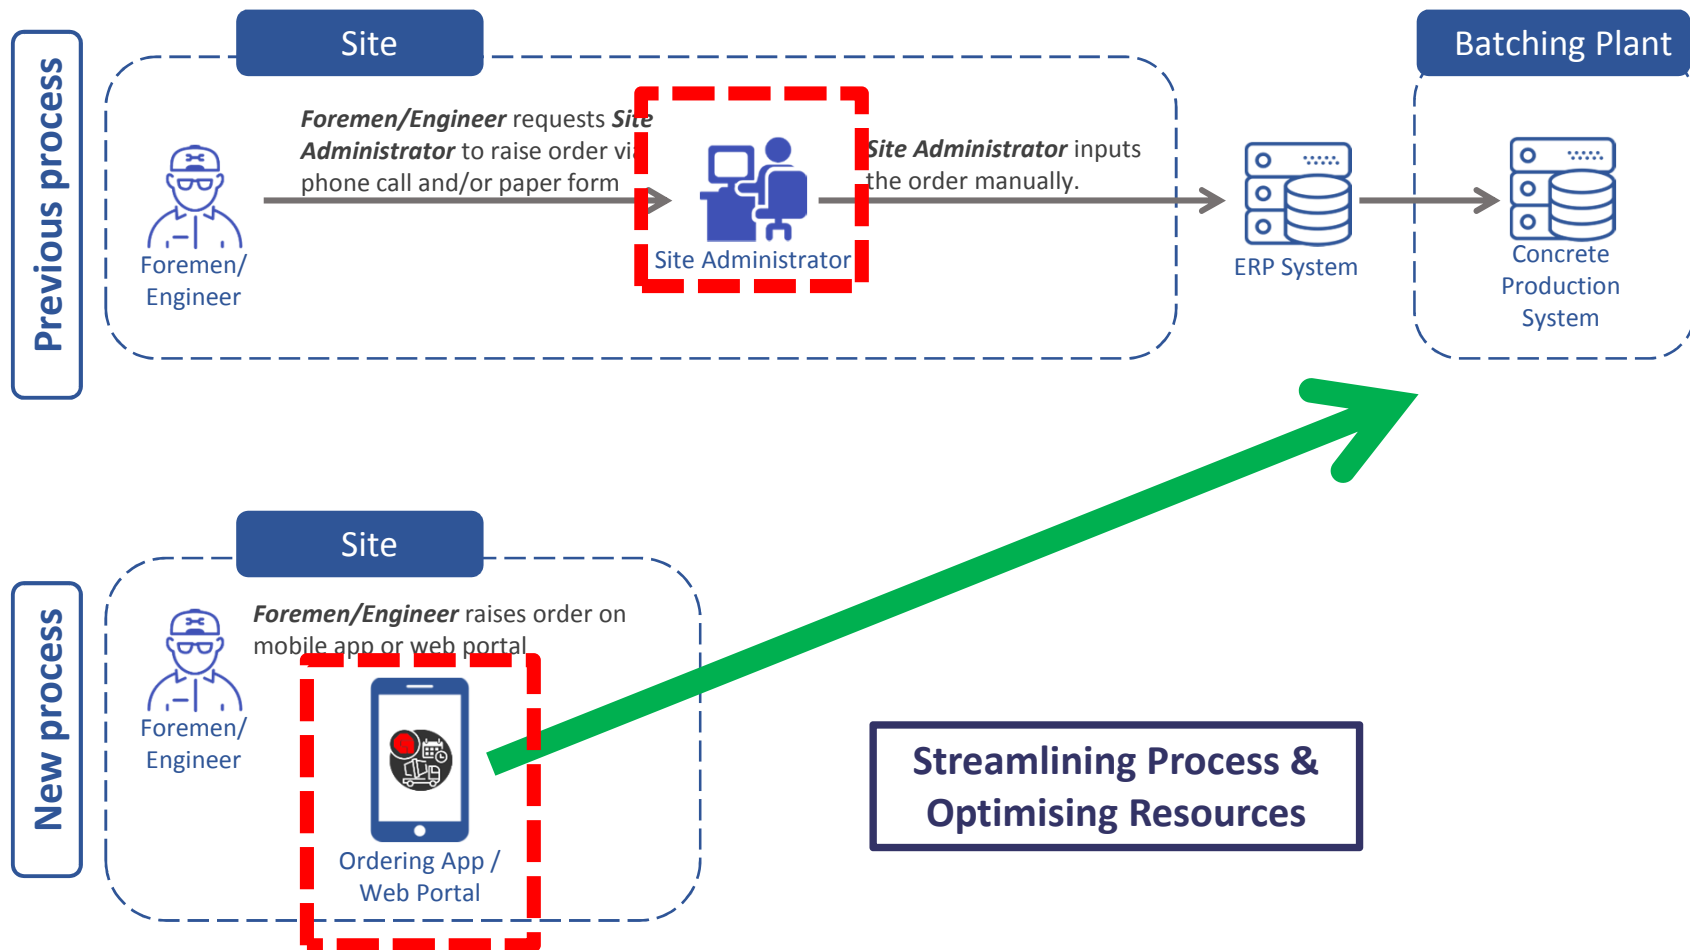 Previous process
Site
Batching Plant
Foremen/Engineer requests Site
Administrator to raise order via
phone call and/or paper form
Site Administrator inputs
the order manually.
Foremen/
Engineer
Site Administrator
ERP System
Concrete
Production
System
New process
Site
Foremen/Engineer raises order on
mobile app or web portal
Foremen/
Engineer
Ordering App /
Web Portal
Streamlining Process &
Optimising Resources